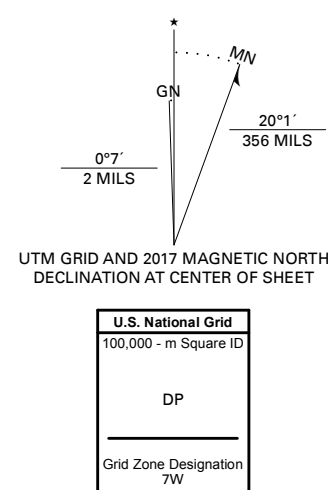 ★
MN
GN
20°1´
356 MILS
0°7´
2 MILS
UTM GRID AND 2017 MAGNETIC NORTH
DECLINATION AT CENTER OF SHEET
U.S. National Grid
100,000 - m Square ID
DP
Grid Zone Designation
7W